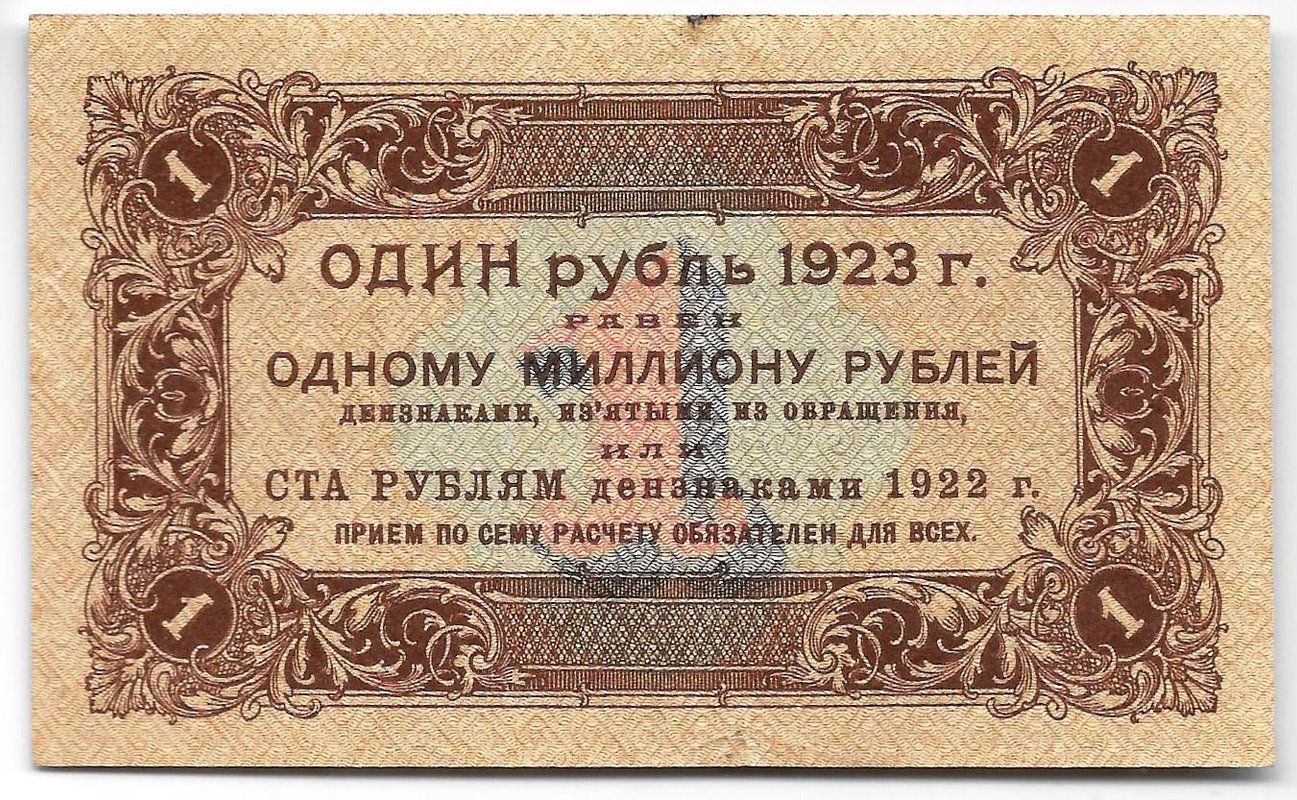 1 1
ОДИН рубль 1923 г.
РАВЕН
ОДНОМУ МИЛЛИОНУ РУБЛЕЙ
ДЕНЗНАКАМИ, ИЗ'ЯТЫМИ ИЗ ОБРАЩЕНИЯ,
ИЛИ
СТА РУБЛЯМ дензнаками 1922 г.
ПРИЕМ ПО СЕМУ РАСЧЕТУ ОБЯЗАТЕЛЕН ДЛЯ ВСЕХ.
1
1 1